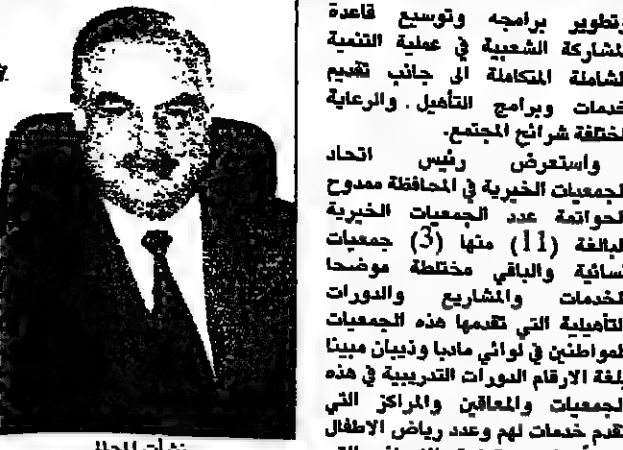 وتطوير برامجه وتوسيع قاعدة
المشاركة الشعبية في عملية التنمية
الشاملة المتكاملة الى جانب تقديم
خدمات وبرامج التأهيل . والرعاية
لختلفة شرائح المجتمع.
واستعرض رئيس اتحاد
الجمعيات الخيرية في المحافظة ممدوح
الحواتمة عدد الجمعيات الخيرية
البالغة (11) منها (3) جمعيات
نسائية والباقي مختلطة موضحا
الخدمات والمشاريع والدورات
التأهيلية التي تقدمها هذه الجمعيات
للمواطنين في لوائي مادبا وذيبان مبينا
بلغة الارقام الدورات التدريبية في هذه
الجمعيات والمعاقين والمراكز التي
تقدم خدمات لهم وعدد رياض الاطفال
نشأت المجالي